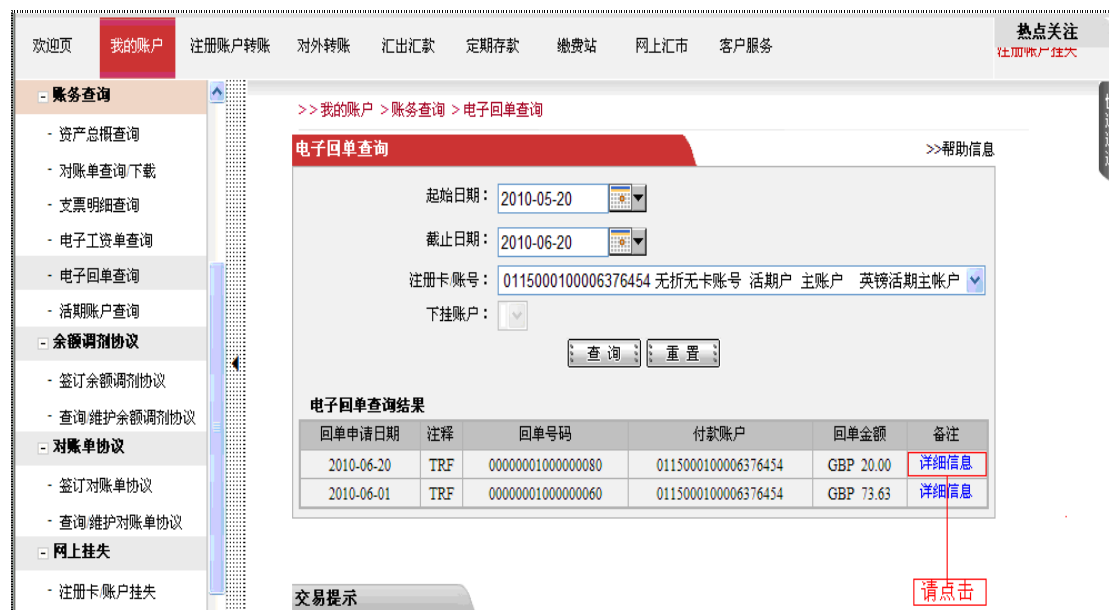 欢迎页 我的账户 注册账户转账 对外转账 汇出汇款 定期存款 缴费站 网上汇市 客户服务
热点关注
注册账户挂失
账务查询
- 资产总概查询
- 对账单查询/下载
- 支票明细查询
- 电子工资单查询
- 电子回单查询
- 活期账户查询
余额调剂协议
- 签订余额调剂协议
- 查询/维护余额调剂协议
对账单协议
- 签订对账单协议
- 查询/维护对账单协议
网上挂失
- 注册卡/账户挂失
>>我的账户 >账务查询 >电子回单查询
电子回单查询 >>帮助信息
起始日期： 2010-05-20
截止日期： 2010-06-20
注册卡/账号： 0115000100006376454 无折无卡账号 活期户 主账户 英镑活期主帐户
下挂账户：
查 询 重 置
电子回单查询结果
回单申请日期 注释 回单号码 付款账户 回单金额 备注
2010-06-20 TRF 00000001000000080 0115000100006376454 GBP 20.00 详细信息
2010-06-01 TRF 00000001000000060 0115000100006376454 GBP 73.63 详细信息
请点击
交易提示